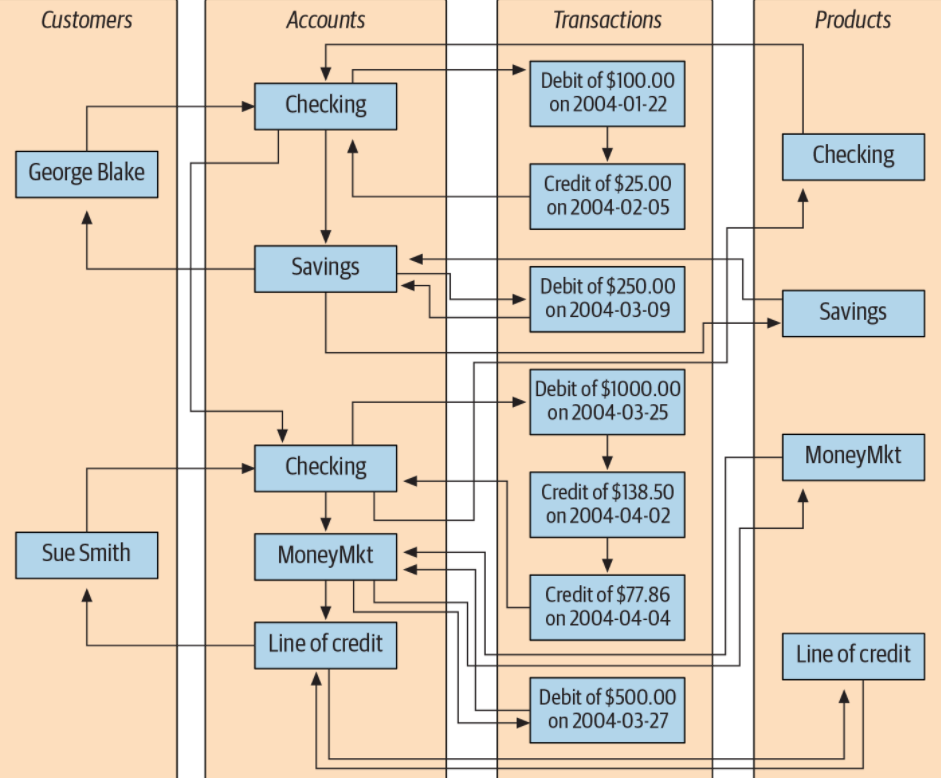 Customers
Accounts
Transactions
Products
George Blake
Sue Smith
Checking
Savings
Checking
MoneyMkt
Line of credit
Debit of $100.00
on 2004-01-22
Credit of $25.00
on 2004-02-05
Debit of $250.00
on 2004-03-09
Debit of $1000.00
on 2004-03-25
Credit of $138.50
on 2004-04-02
Credit of $77.86
on 2004-04-04
Debit of $500.00
on 2004-03-27
Checking
Savings
MoneyMkt
Line of credit